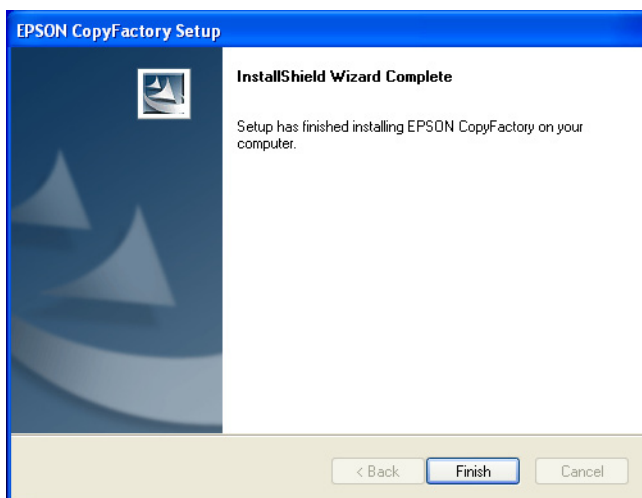 EPSON CopyFactory Setup
InstallShield Wizard Complete
Setup has finished installing EPSON CopyFactory on your
computer.
< Back
Finish
Cancel